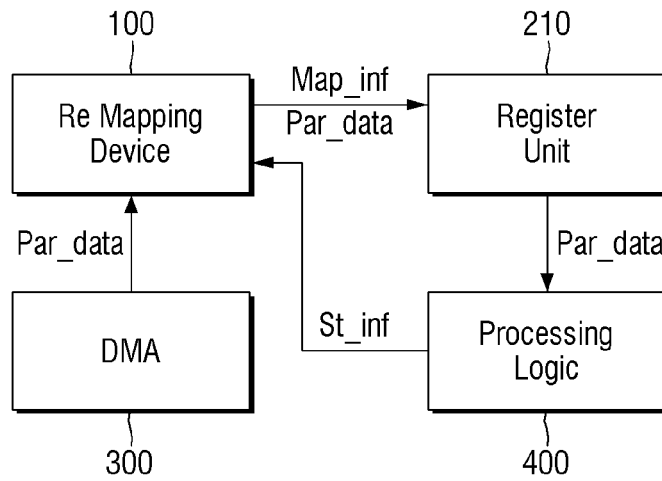 100
210
Re Mapping
Device
Map_inf
Par_data
Register
Unit
Par_data
Par_data
DMA
St_inf
Processing
Logic
300
400